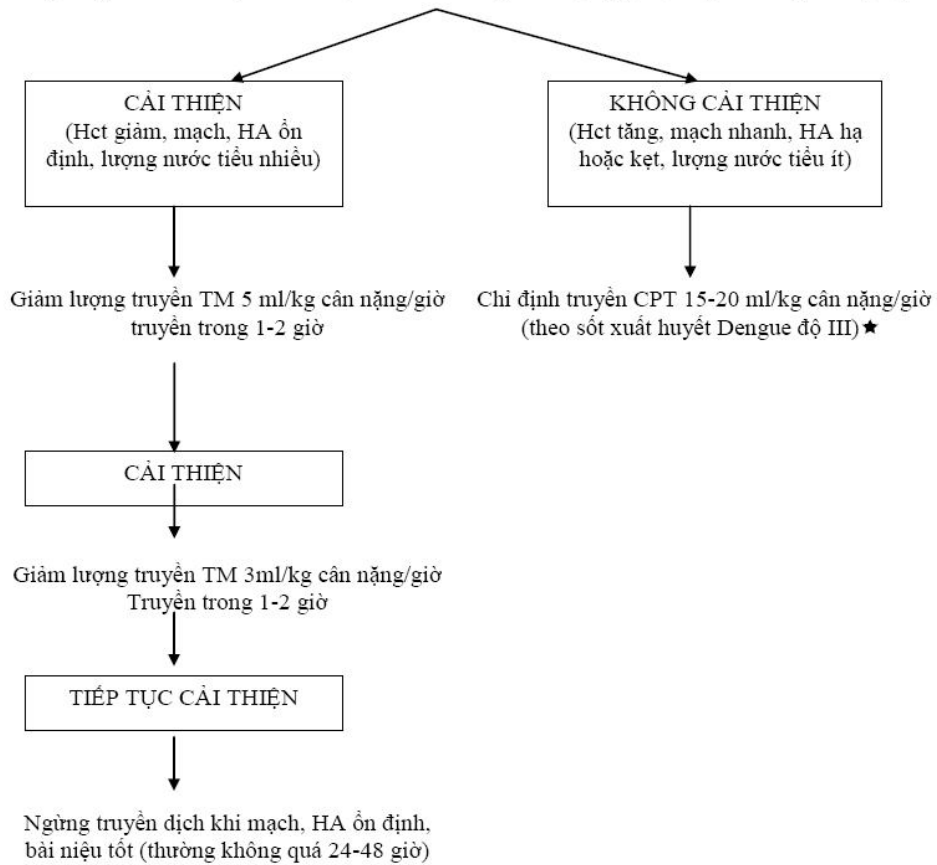 CẢI THIỆN
(Hct giảm, mạch, HA ổn
định, lượng nước tiểu nhiều)
KHÔNG CẢI THIỆN
(Hct tăng, mạch nhanh, HA hạ
hoặc kẹt, lượng nước tiểu ít)
Giảm lượng truyền TM 5 ml/kg cân nặng/giờ
truyền trong 1-2 giờ
Chỉ định truyền CPT 15-20 ml/kg cân nặng/giờ
(theo sốt xuất huyết Dengue độ III)★
CẢI THIỆN
Giảm lượng truyền TM 3ml/kg cân nặng/giờ
Truyền trong 1-2 giờ
TIẾP TỤC CẢI THIỆN
Ngừng truyền dịch khi mạch, HA ổn định,
bài niệu tốt (thường không quá 24-48 giờ)